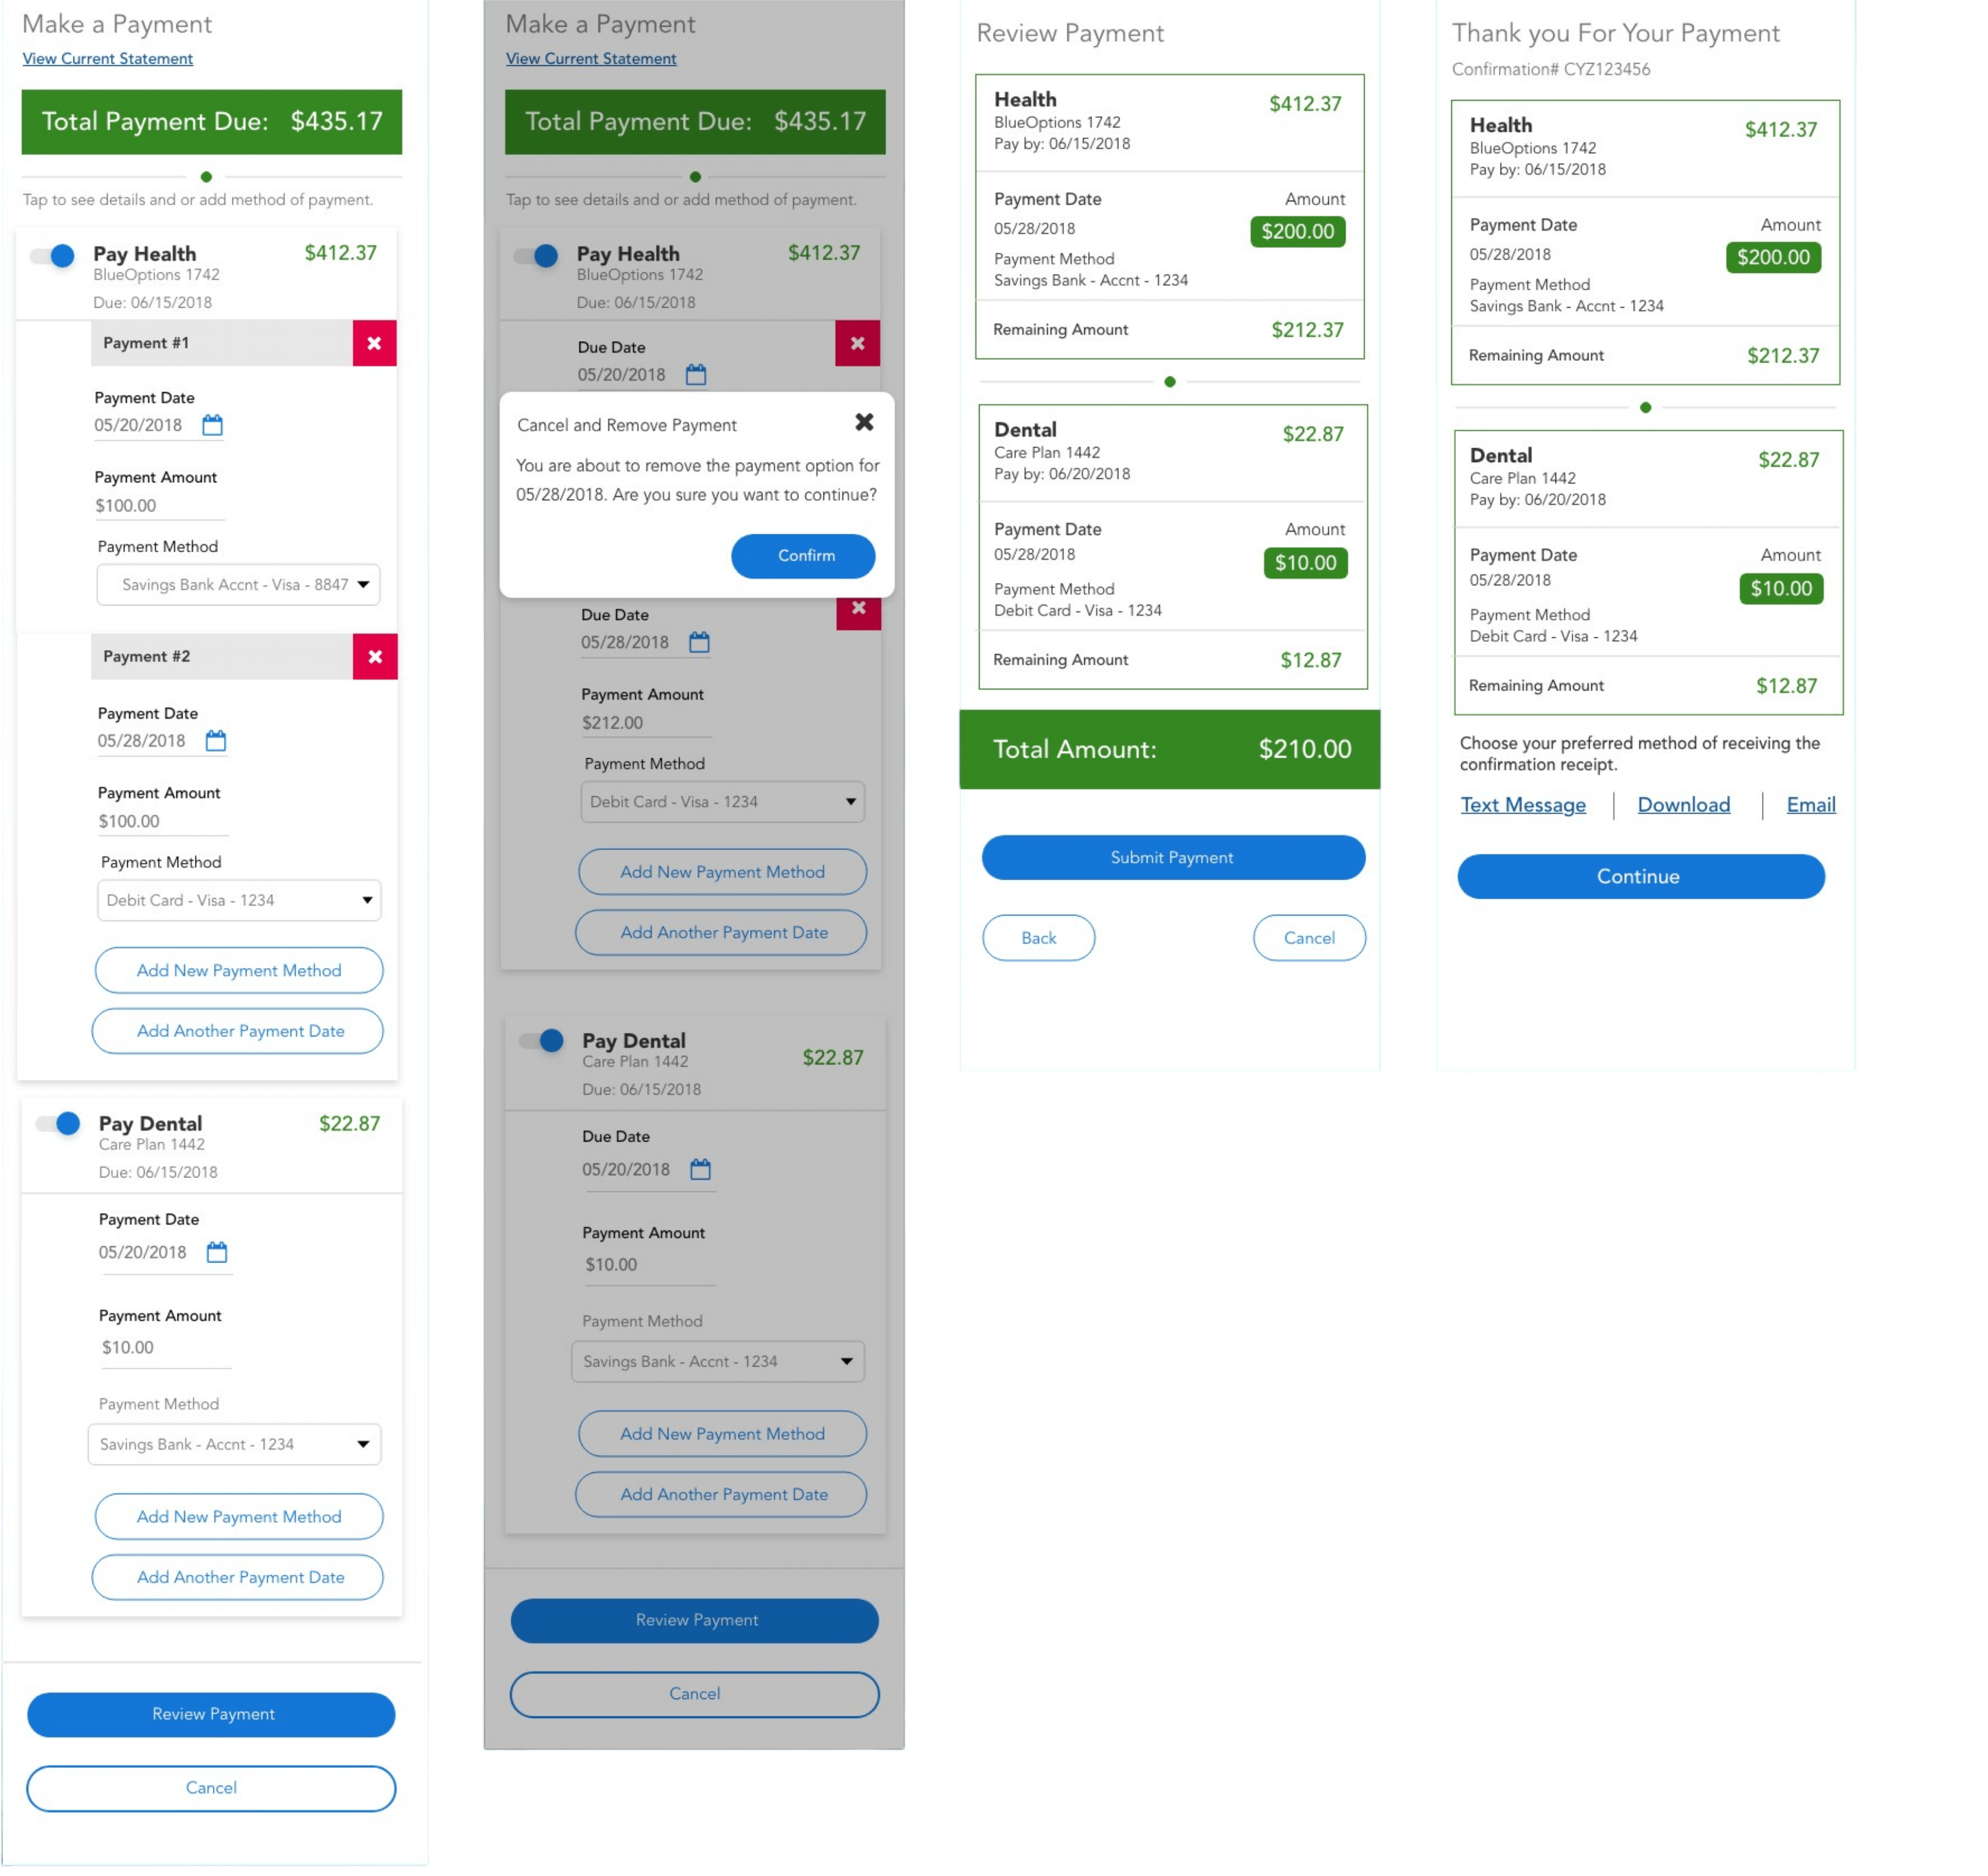 Make a Payment
View Current Statement
Total Payment Due: $435.17
Tap to see details and or add method of payment.
Pay Health $412.37
BlueOptions 1742
Due: 06/15/2018
Payment #1
Payment Date
05/20/2018
Payment Amount
$100.00
Payment Method
Savings Bank Accnt - Visa - 8847
Payment #2
Payment Date
05/28/2018
Payment Amount
$100.00
Payment Method
Debit Card - Visa - 1234
Add New Payment Method
Add Another Payment Date
Pay Dental $22.87
Care Plan 1442
Due: 06/15/2018
Payment Date
05/20/2018
Payment Amount
$10.00
Payment Method
Savings Bank - Accnt - 1234
Add New Payment Method
Add Another Payment Date
Review Payment
Cancel
Make a Payment
View Current Statement
Total Payment Due: $435.17
Tap to see details and or add method of payment.
Pay Health $412.37
BlueOptions 1742
Due: 06/15/2018
Due Date
05/20/2018
Cancel and Remove Payment
You are about to remove the payment option for
05/28/2018. Are you sure you want to continue?
Confirm
Due Date
05/28/2018
Payment Amount
$212.00
Payment Method
Debit Card - Visa - 1234
Add New Payment Method
Add Another Payment Date
Pay Dental
Care Plan 1442 $22.87
Due: 06/15/2018
Due Date
05/20/2018
Payment Amount
$10.00
Payment Method
Savings Bank - Accnt - 1234
Add New Payment Method
Add Another Payment Date
Review Payment
Cancel
Review Payment
Health $412.37
BlueOptions 1742
Pay by: 06/15/2018
Payment Date Amount
05/28/2018 $200.00
Payment Method
Savings Bank - Accnt - 1234
Remaining Amount $212.37
Dental $22.87
Care Plan 1442
Pay by: 06/20/2018
Payment Date Amount
05/28/2018 $10.00
Payment Method
Debit Card - Visa - 1234
Remaining Amount $12.87
Total Amount: $210.00
Submit Payment
Back Cancel
Thank you For Your Payment
Confirmation# CYZ123456
Health $412.37
BlueOptions 1742
Pay by: 06/15/2018
Payment Date Amount
05/28/2018 $200.00
Payment Method
Savings Bank - Accnt - 1234
Remaining Amount $212.37
Dental $22.87
Care Plan 1442
Pay by: 06/20/2018
Payment Date Amount
05/28/2018 $10.00
Payment Method
Debit Card - Visa - 1234
Remaining Amount $12.87
Choose your preferred method of receiving the
confirmation receipt.
Text Message Download Email
Continue